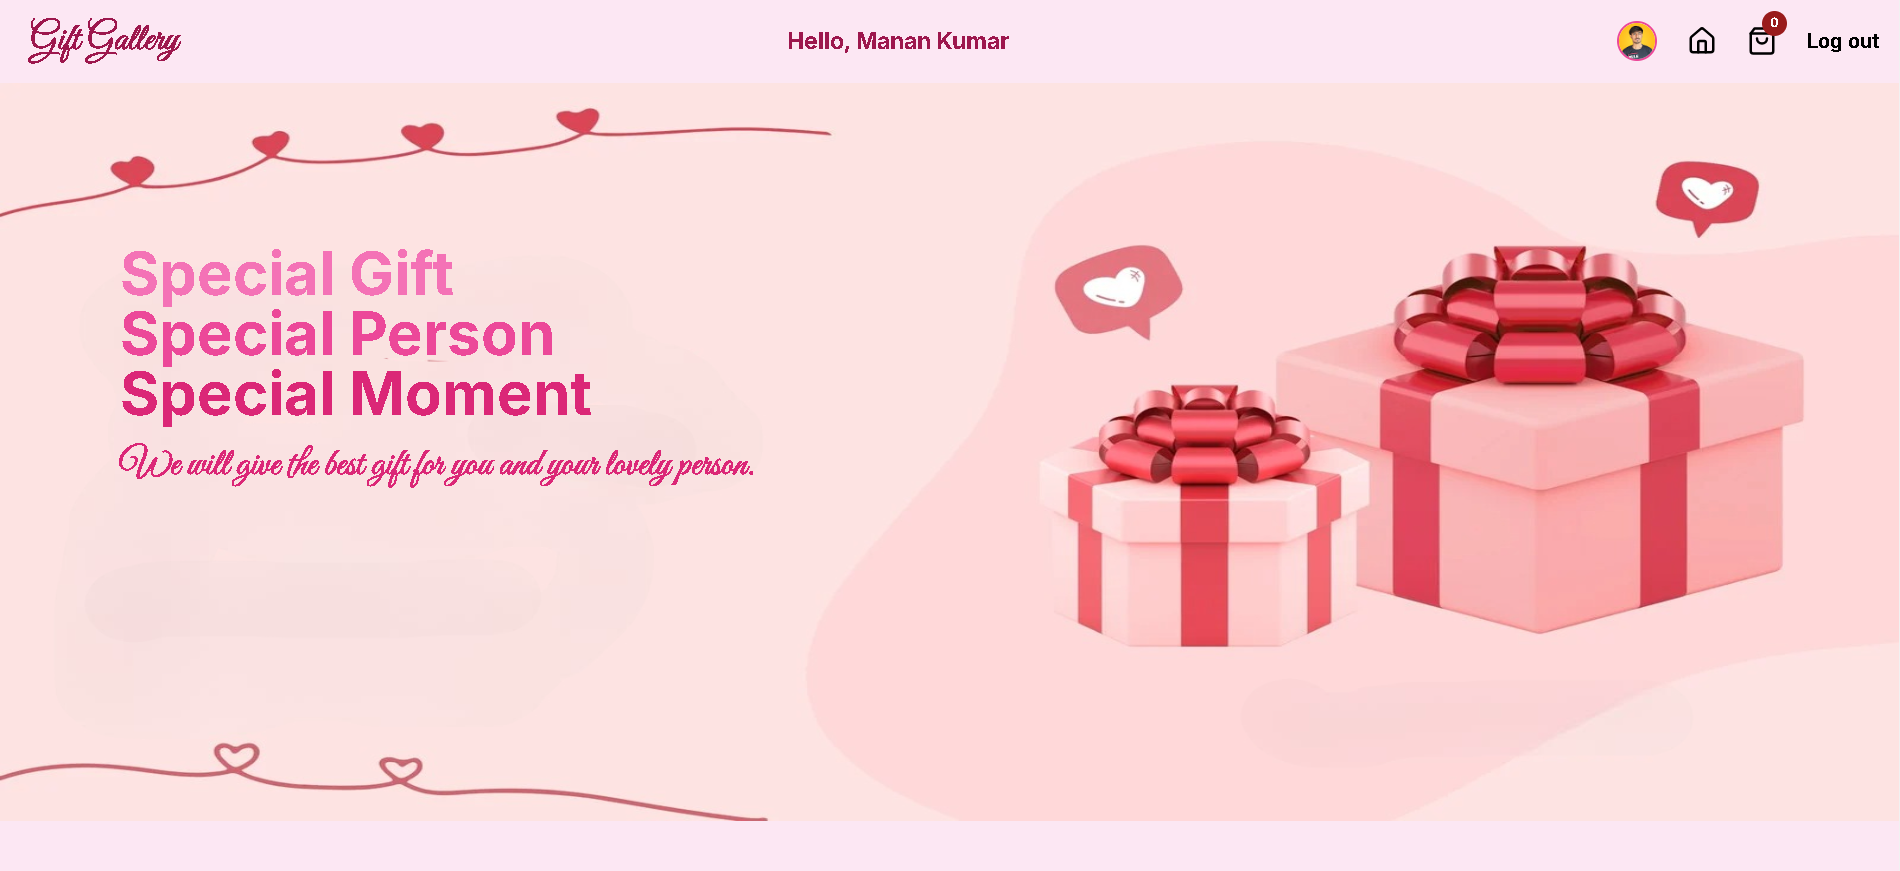 Gift Gallery
Hello, Manan Kumar
0
Log out
Special Gift
Special Person
Special Moment
We will give the best gift for you and your lovely person.